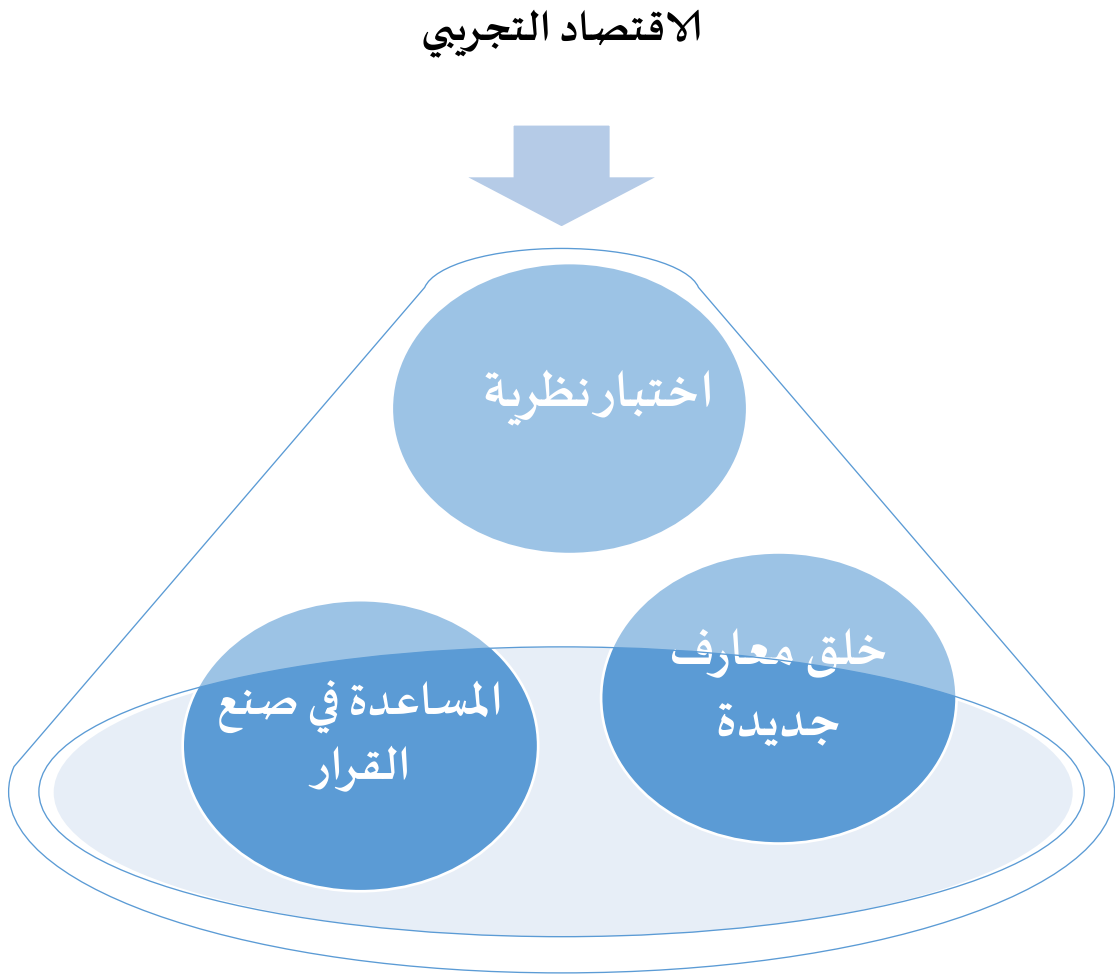 الاقتصاد التجريبي
اختبار نظرية
خلق معارف
جديدة
المساعدة في صنع
القرار